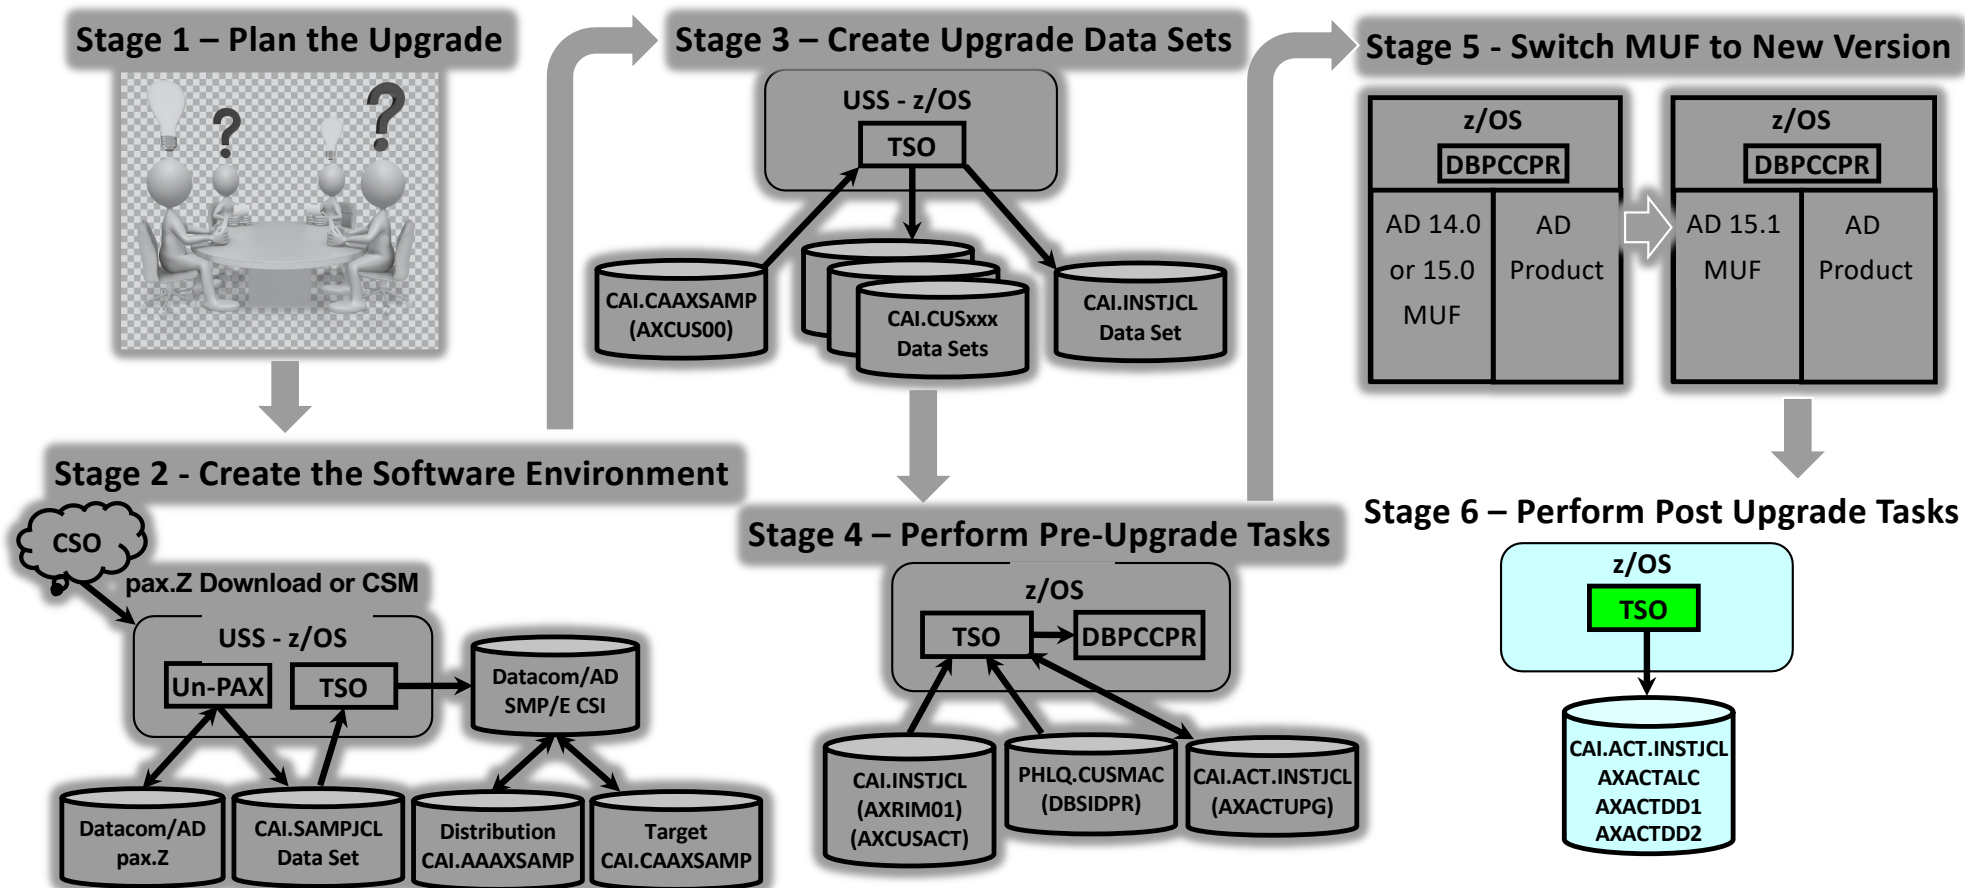 Stage 1 – Plan the Upgrade
?
?
Stage 2 - Create the Software Environment
CSO
pax.Z Download or CSM
USS - z/OS
Un-PAX
TSO
Datacom/AD
SMP/E CSI
Datacom/AD
pax.Z
CAI.SAMPJCL
Data Set
Distribution
CAI.AAAXSAMP
Target
CAI.CAAXSAMP
Stage 3 – Create Upgrade Data Sets
USS - z/OS
TSO
CAI.CAAXSAMP
(AXCUS00)
CAI.CUSxxx
Data Sets
CAI.INSTJCL
Data Set
Stage 4 – Perform Pre-Upgrade Tasks
z/OS
TSO
DBPCCPR
CAI.INSTJCL
(AXRIM01)
(AXCUSACT)
PHLQ.CUSMAC
(DBSIDPR)
CAI.ACT.INSTJCL
(AXACTUPG)
Stage 5 - Switch MUF to New Version
z/OS
DBPCCPR
AD 14.0
or 15.0
MUF
AD
Product
z/OS
DBPCCPR
AD 15.1
MUF
AD
Product
Stage 6 – Perform Post Upgrade Tasks
z/OS
TSO
CAI.ACT.INSTJCL
AXACTALC
AXACTDD1
AXACTDD2